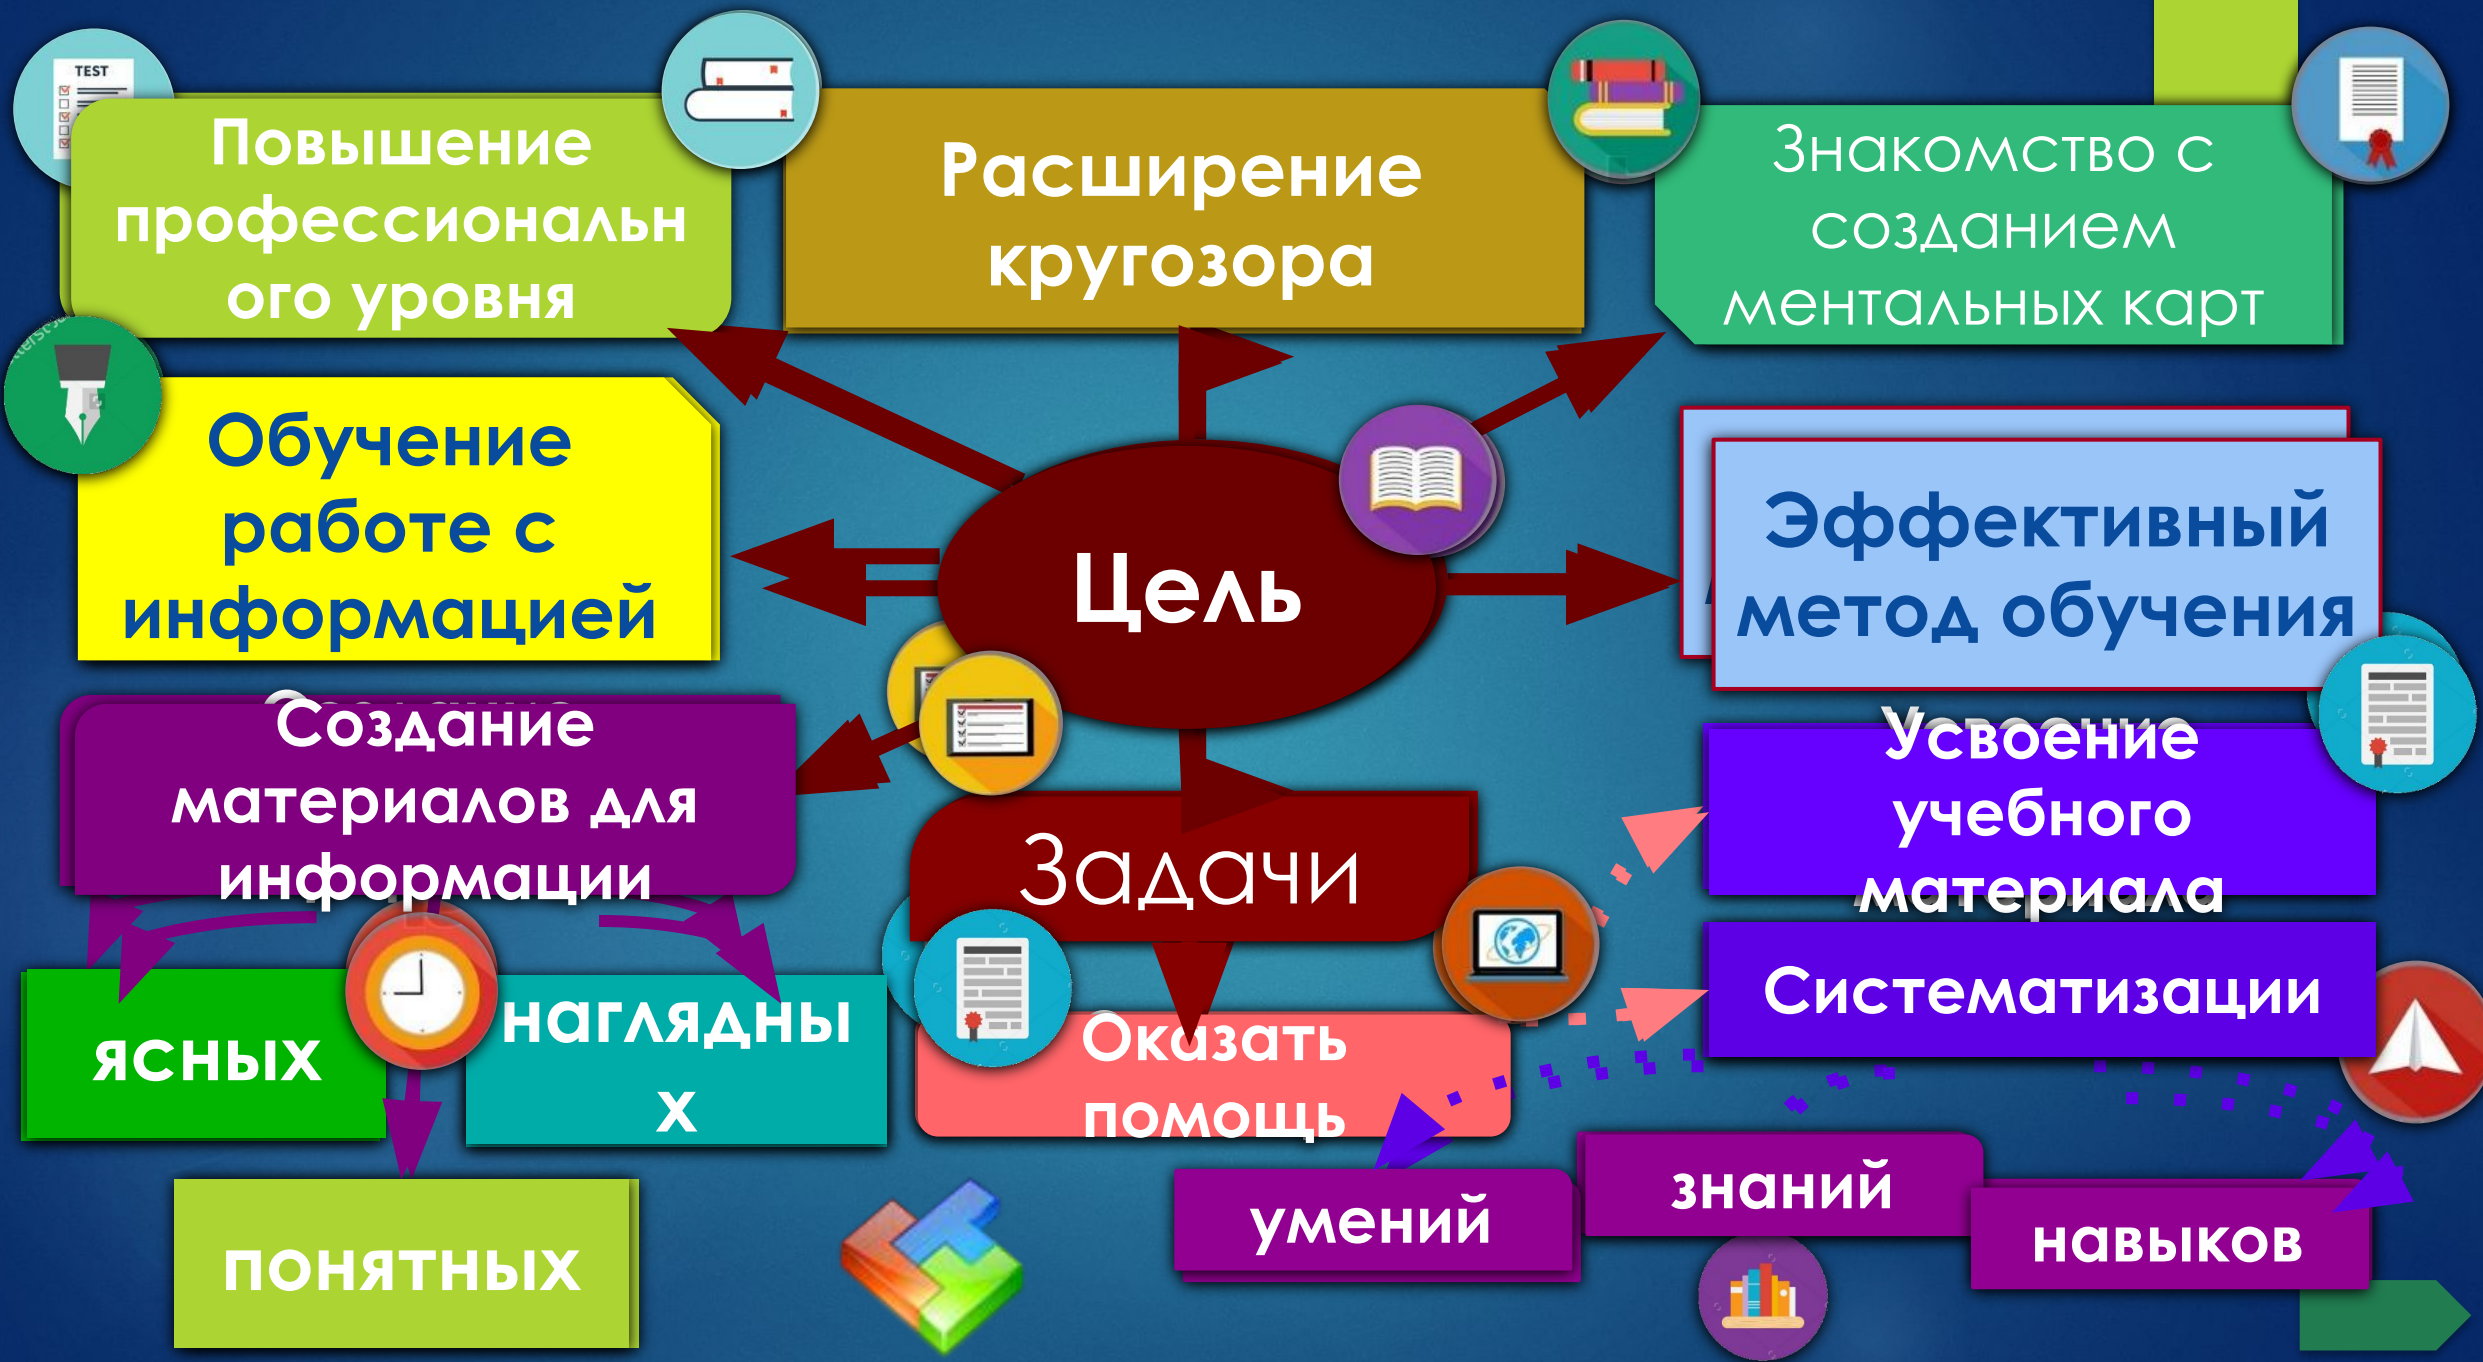 TEST
Повышение
профессиональн
ого уровня
Расширение
кругозора
Знакомство с
созданием
ментальных карт
Обучение
работе с
информацией
Цель
Эффективный
метод обучения
Создание
материалов для
информации
Задачи
Усвоение
учебного
материала
Систематизации
ясных
наглядны
х
Оказать
помощь
понятных
умений
знаний
навыков